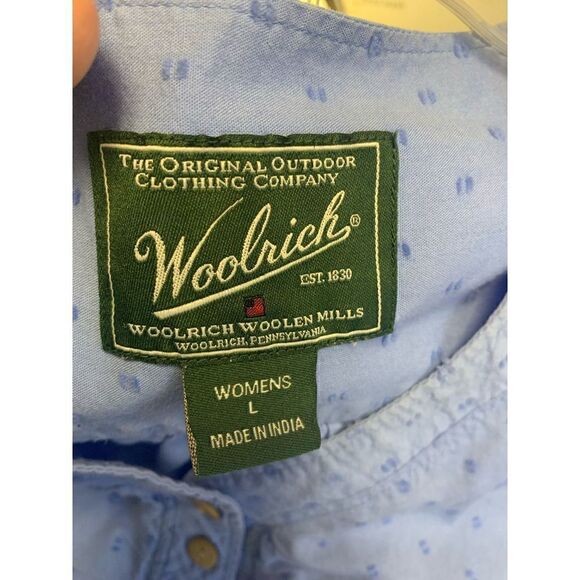 THE ORIGINAL OUTDOOR
CLOTHING COMPANY
Woolrich®
EST. 1830
WOOLRICH WOOLEN MILLS
WOOLRICH, PENNSYLVANIA
WOMENS
L
MADE IN INDIA